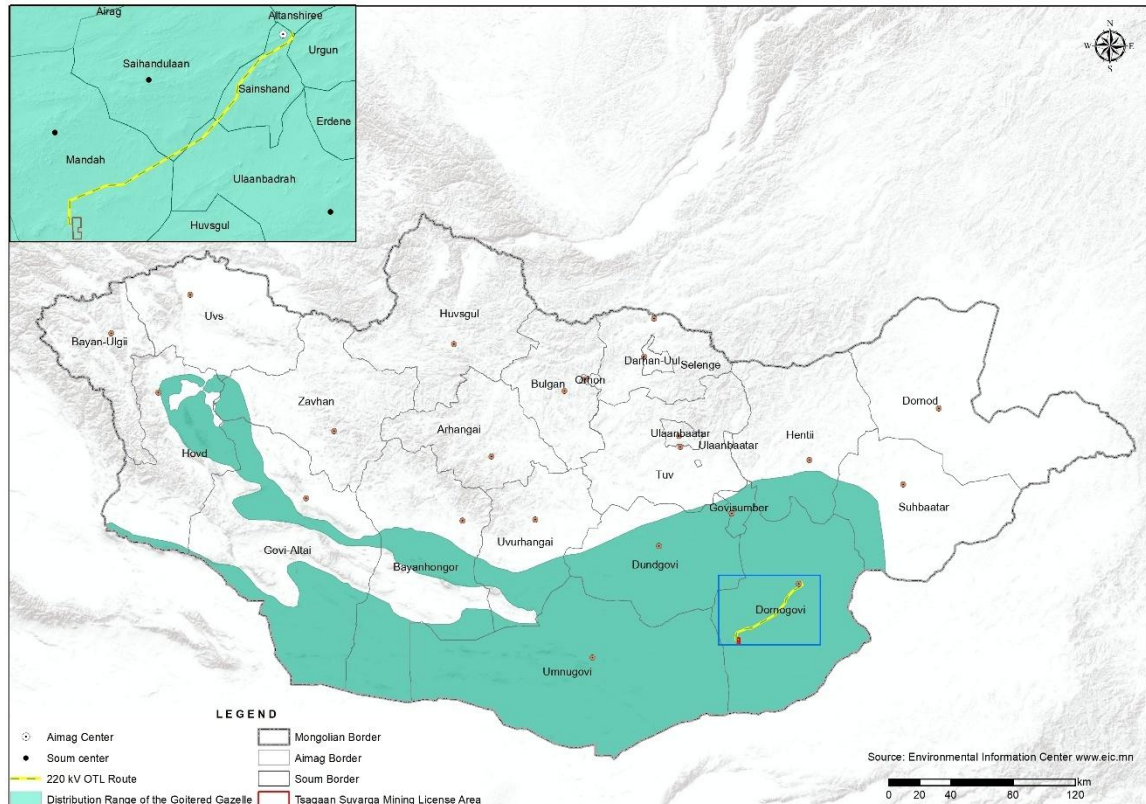 Airag
Altanshiree
Urgun
Saihandulaan
Sainshand
Erdene
Mandah
Ulaanbadrah
Huvsgul
N
W
E
S
Uvs
Bayan-Ulgii
Huvsgul
Darhan-Uul
Selenge
Bulgan
Orhon
Zavhan
Arhangai
Dornod
Ulaanbaatar
Ulaanbaatar
Hentii
Hovd
Tuv
Suhbaatar
Govisumber
Uvurhangai
Govi-Altai
Bayanhongor
Dundgovi
Dornogovi
Umnugovi
LEGEND
Aimag Center
Soum center
220 kV OTL Route
Distribution Range of the Goitered Gazelle
Mongolian Border
Aimag Border
Soum Border
Tsagaan Suvarga Mining License Area
Source: Environmental Information Center www.eic.mn
km
0 20 40 80 120